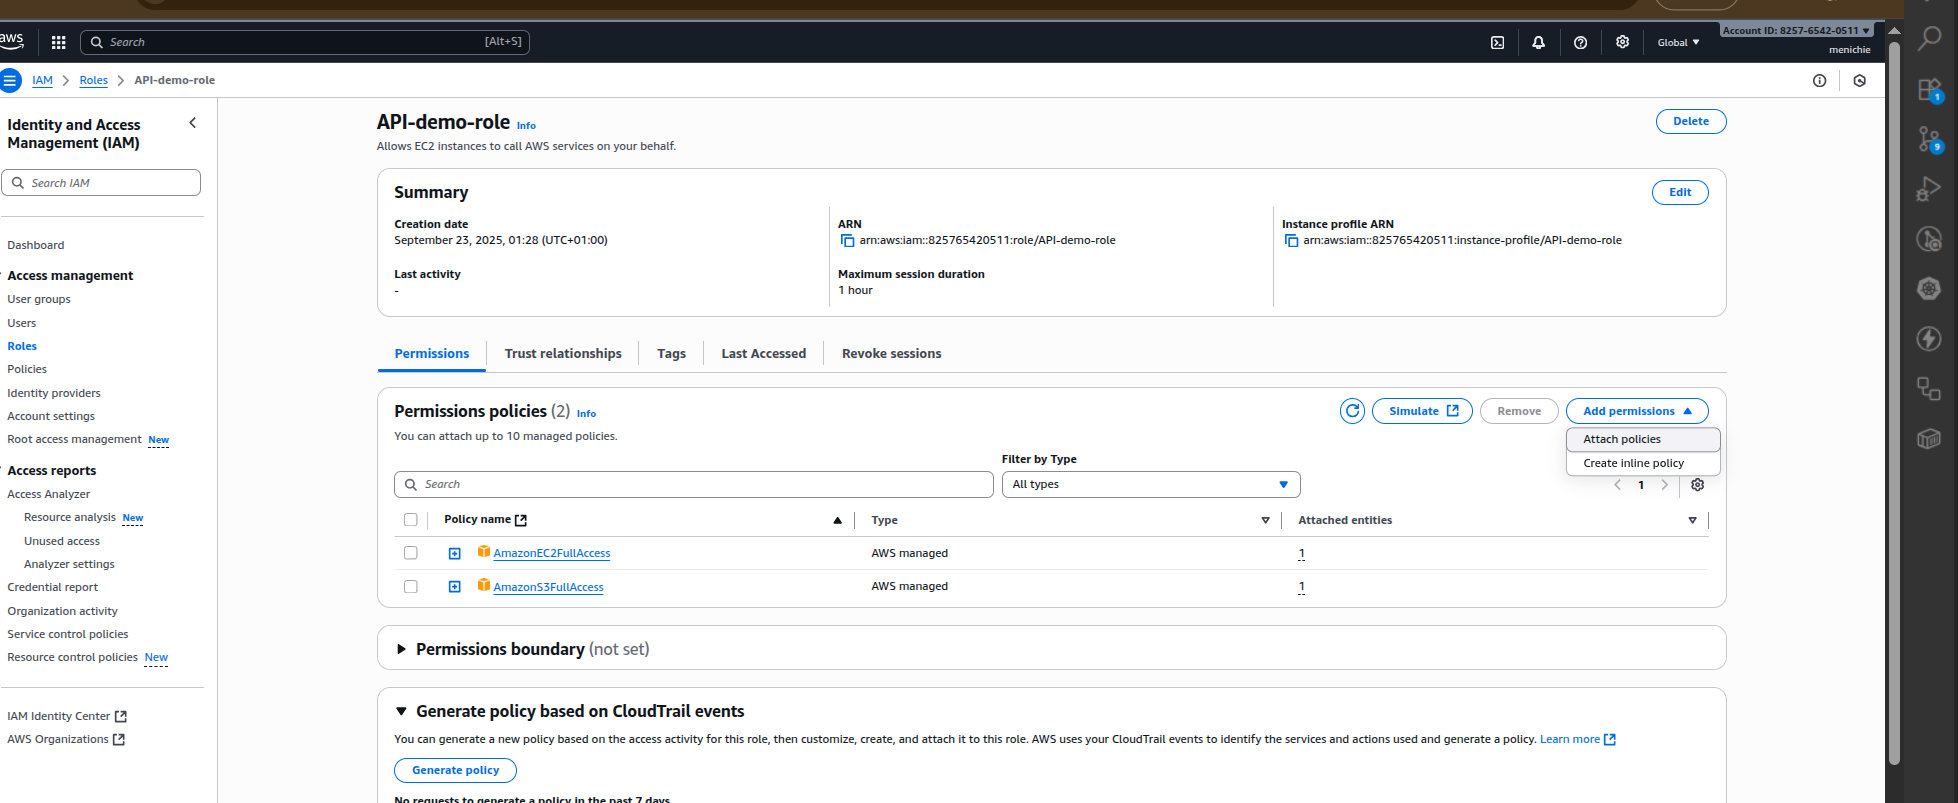 aws
Search [Alt+S]
Global
Account ID: 8257-6542-0511
menichie
IAM > Roles > API-demo-role
Identity and Access Management (IAM)
Search IAM
Dashboard
Access management
User groups
Users
Roles
Policies
Identity providers
Account settings
Root access management New
Access reports
Access Analyzer
Resource analysis New
Unused access
Analyzer settings
Credential report
Organization activity
Service control policies
Resource control policies New
IAM Identity Center
AWS Organizations
API-demo-role Info
Delete
Allows EC2 instances to call AWS services on your behalf.
Summary
Edit
Creation date
September 23, 2025, 01:28 (UTC+01:00)
ARN
arn:aws:iam::825765420511:role/API-demo-role
Instance profile ARN
arn:aws:iam::825765420511:instance-profile/API-demo-role
Last activity
-
Maximum session duration
1 hour
Permissions
Trust relationships
Tags
Last Accessed
Revoke sessions
Permissions policies (2) Info
Simulate
Remove
Add permissions
You can attach up to 10 managed policies.
Attach policies
Create inline policy
Filter by Type
Search
All types
1
Policy name
Type
Attached entities
AmazonEC2FullAccess
AWS managed
1
AmazonS3FullAccess
AWS managed
1
Permissions boundary (not set)
Generate policy based on CloudTrail events
You can generate a new policy based on the access activity for this role, then customize, create, and attach it to this role. AWS uses your CloudTrail events to identify the services and actions used and generate a policy. Learn more
Generate policy
No requests to generate a policy in the past 7 days
1
9